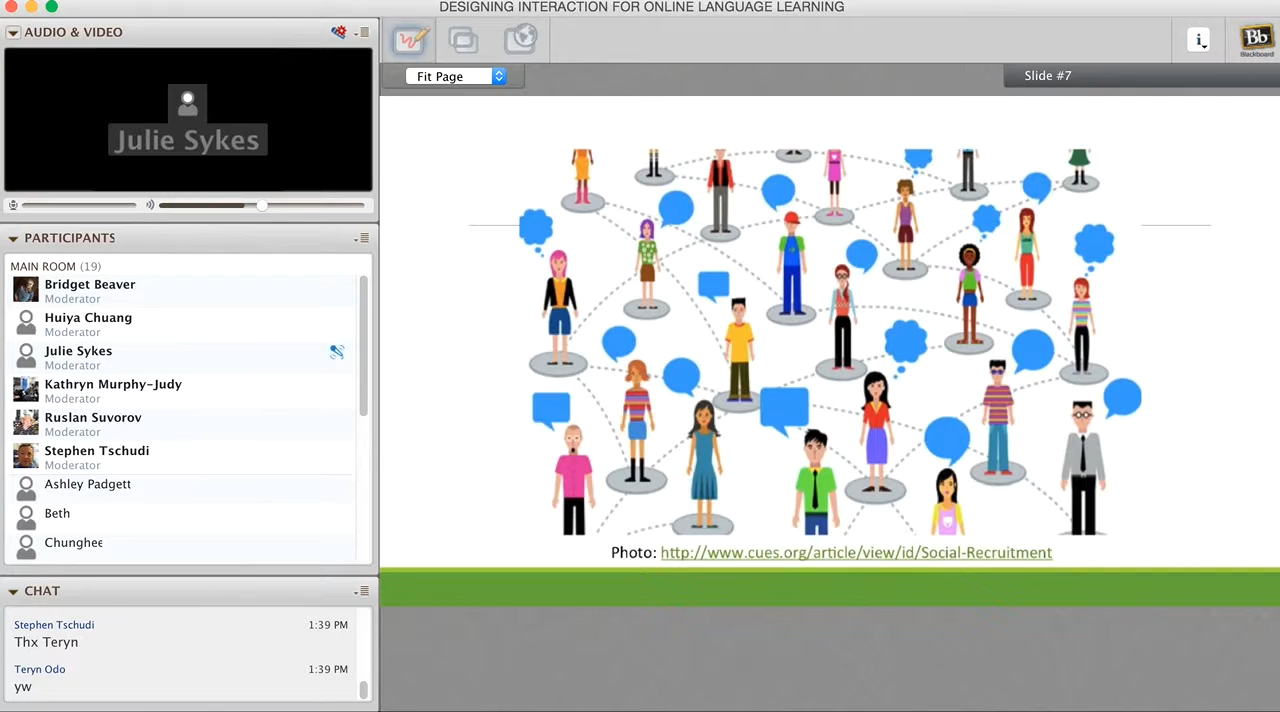 DESIGNING INTERACTION FOR ONLINE LANGUAGE LEARNING
AUDIO & VIDEO
Julie Sykes
PARTICIPANTS
MAIN ROOM (19)
Bridget Beaver
Moderator
Huiya Chuang
Moderator
Julie Sykes
Moderator
Kathryn Murphy-Judy
Moderator
Ruslan Suvorov
Moderator
Stephen Tschudi
Moderator
Ashley Padgett
Beth
Chunghee
CHAT
Stephen Tschudi 1:39 PM
Thx Teryn
Teryn Odo 1:39 PM
yw
Fit Page
Slide #7
i
Bb
Blackboard
Photo: http://www.cues.org/article/view/id/Social-Recruitment